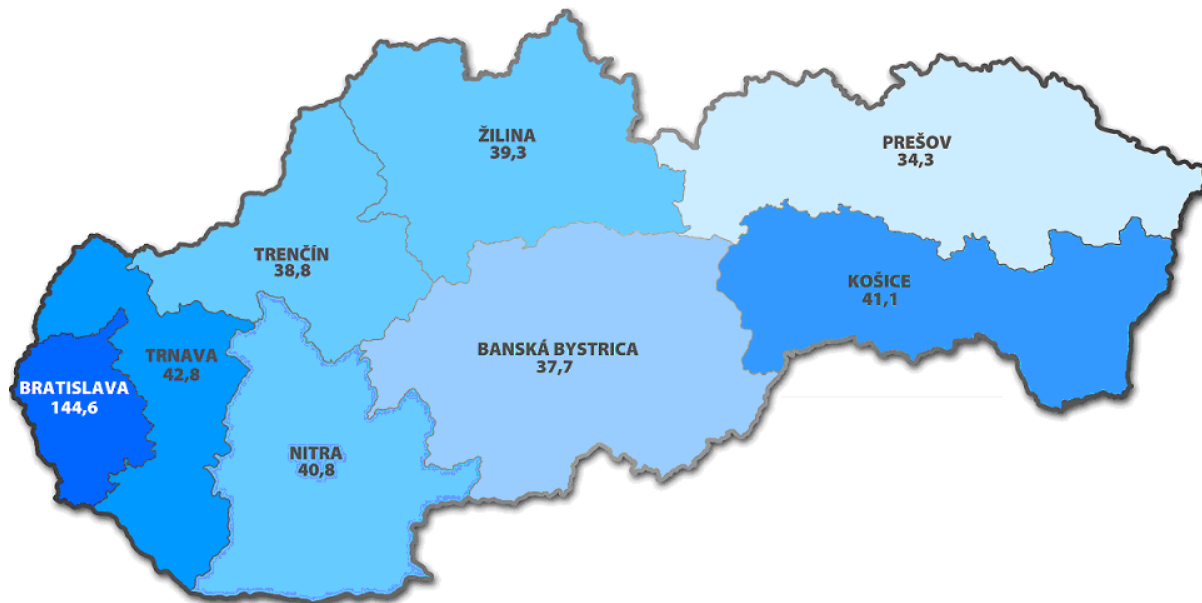 ŽILINA
39,3
PREŠOV
34,3
TRENČÍN
38,8
KOŠICE
41,1
TRNAVA
42,8
BANSKÁ BYSTRICA
37,7
BRATISLAVA
144,6
NITRA
40,8